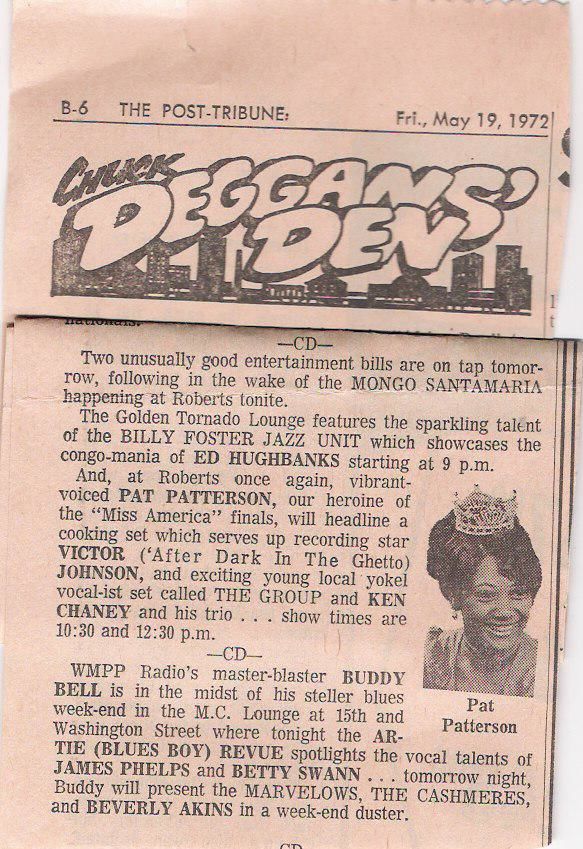 B-6 THE POST-TRIBUNE:
Fri., May 19, 1972
CHUCK
DEGGANS'
DEN
nationals.
—CD—
Two unusually good entertainment bills are on tap tomor-
row, following in the wake of the MONGO SANTAMARIA
happening at Roberts tonite.
The Golden Tornado Lounge features the sparkling talent
of the BILLY FOSTER JAZZ UNIT which showcases the
congo-mania of ED HUGHBANKS starting at 9 p.m.
And, at Roberts once again, vibrant-
voiced PAT PATTERSON, our heroine of
the “Miss America” finals, will headline a
cooking set which serves up recording star
VICTOR (‘After Dark In The Ghetto)
JOHNSON, and exciting young local yokel
vocal-ist set called THE GROUP and KEN
CHANEY and his trio . . . show times are
10:30 and 12:30 p.m.
Pat
Patterson
—CD—
WMPP Radio's master-blaster BUDDY
BELL is in the midst of his steller blues
week-end in the M.C. Lounge at 15th and
Washington Street where tonight the AR-
TIE (BLUES BOY) REVUE spotlights the vocal talents of
JAMES PHELPS and BETTY SWANN . . . tomorrow night,
Buddy will present the MARVELOWS, THE CASHMERES,
and BEVERLY AKINS in a week-end duster.
CD